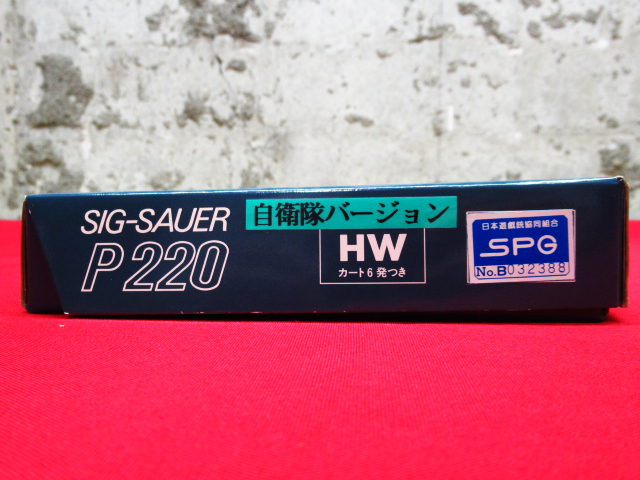 SIG-SAUER
P220
自衛隊バージョン
HW
カート6発つき
日本遊戯銃協同組合
SPG
No.B032388